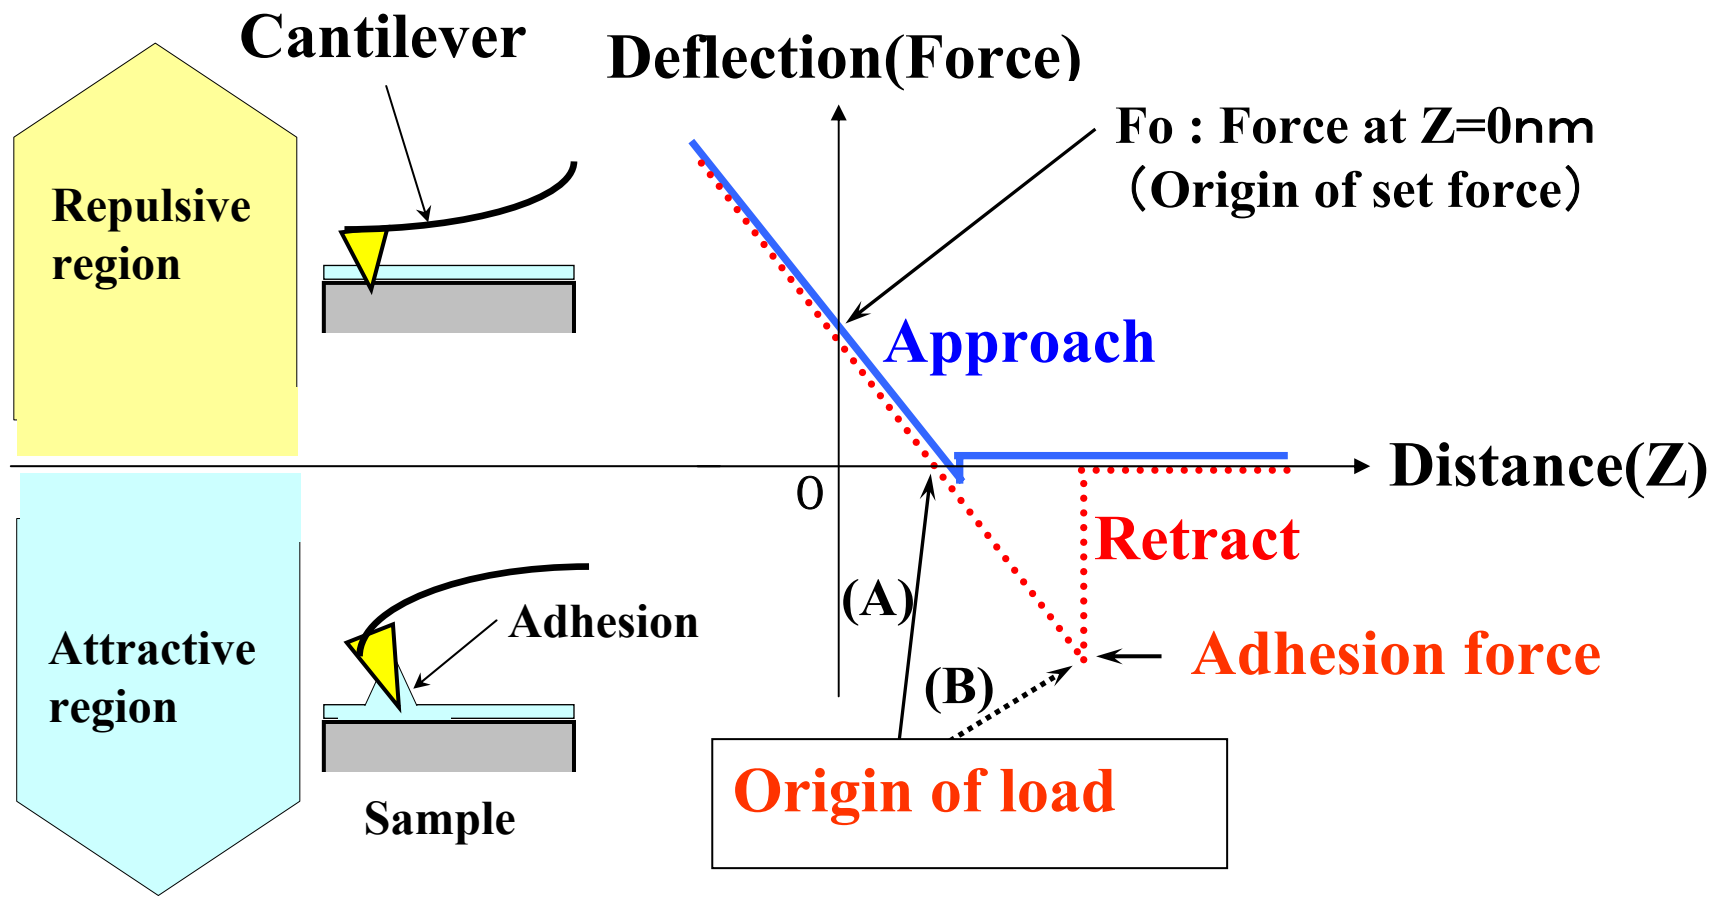 Cantilever
Deflection(Force)
Fo : Force at Z=0nm
（Origin of set force）
Repulsive
region
Approach
Distance(Z)
0
Retract
(A)
Adhesion
Attractive
region
Adhesion force
(B)
Origin of load
Sample